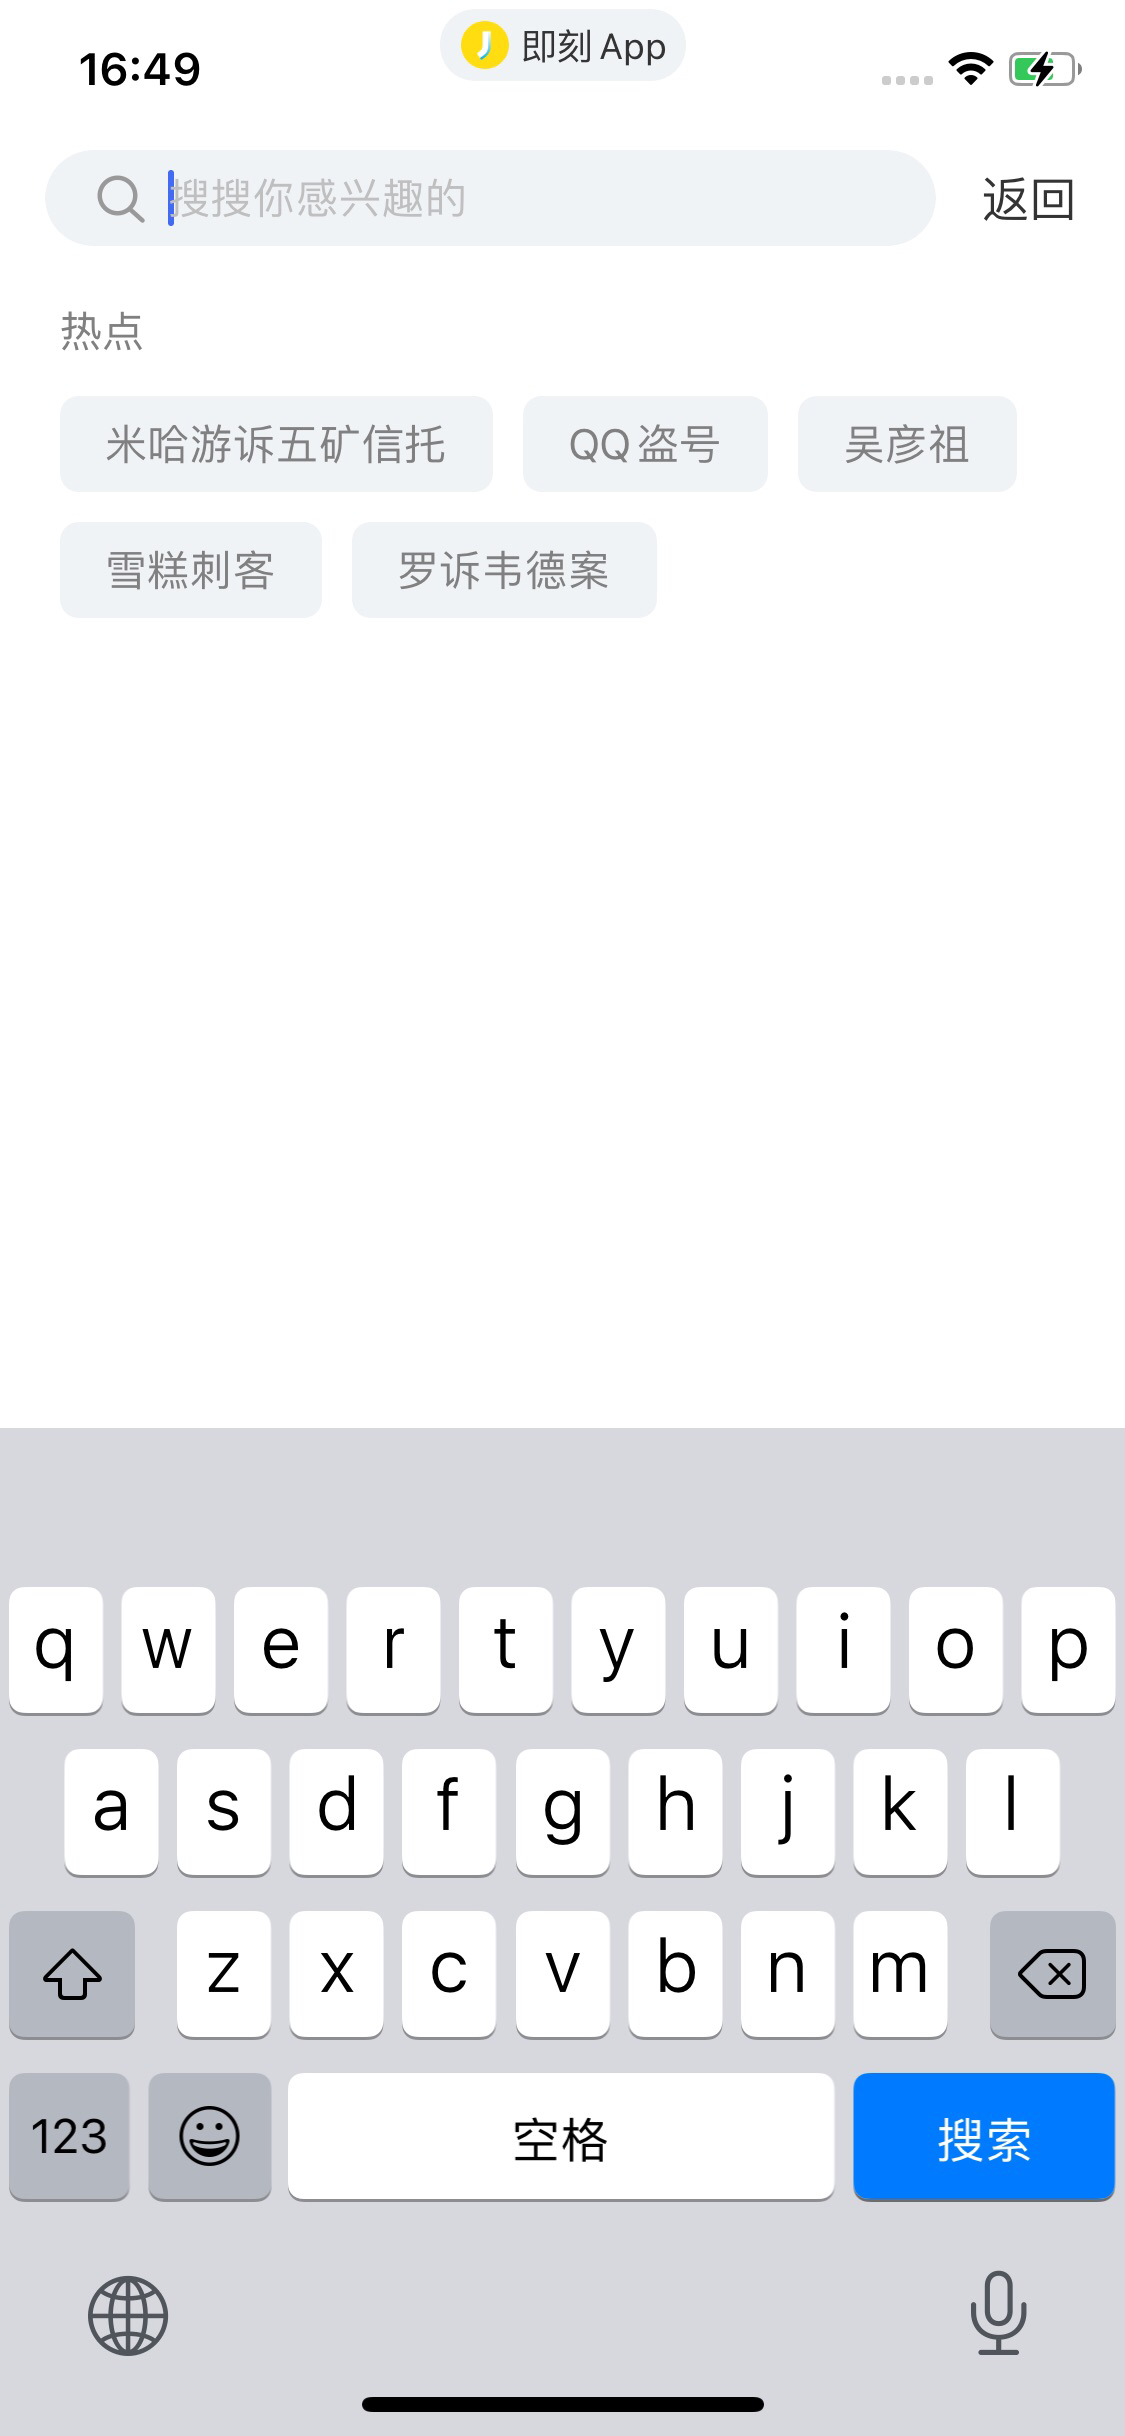 16:49
即刻 App
搜搜你感兴趣的
返回
热点
米哈游诉五矿信托
QQ 盗号
吴彦祖
雪糕刺客
罗诉韦德案
q w e r t y u i o p
a s d f g h j k l
z x c v b n m
123
空格
搜索